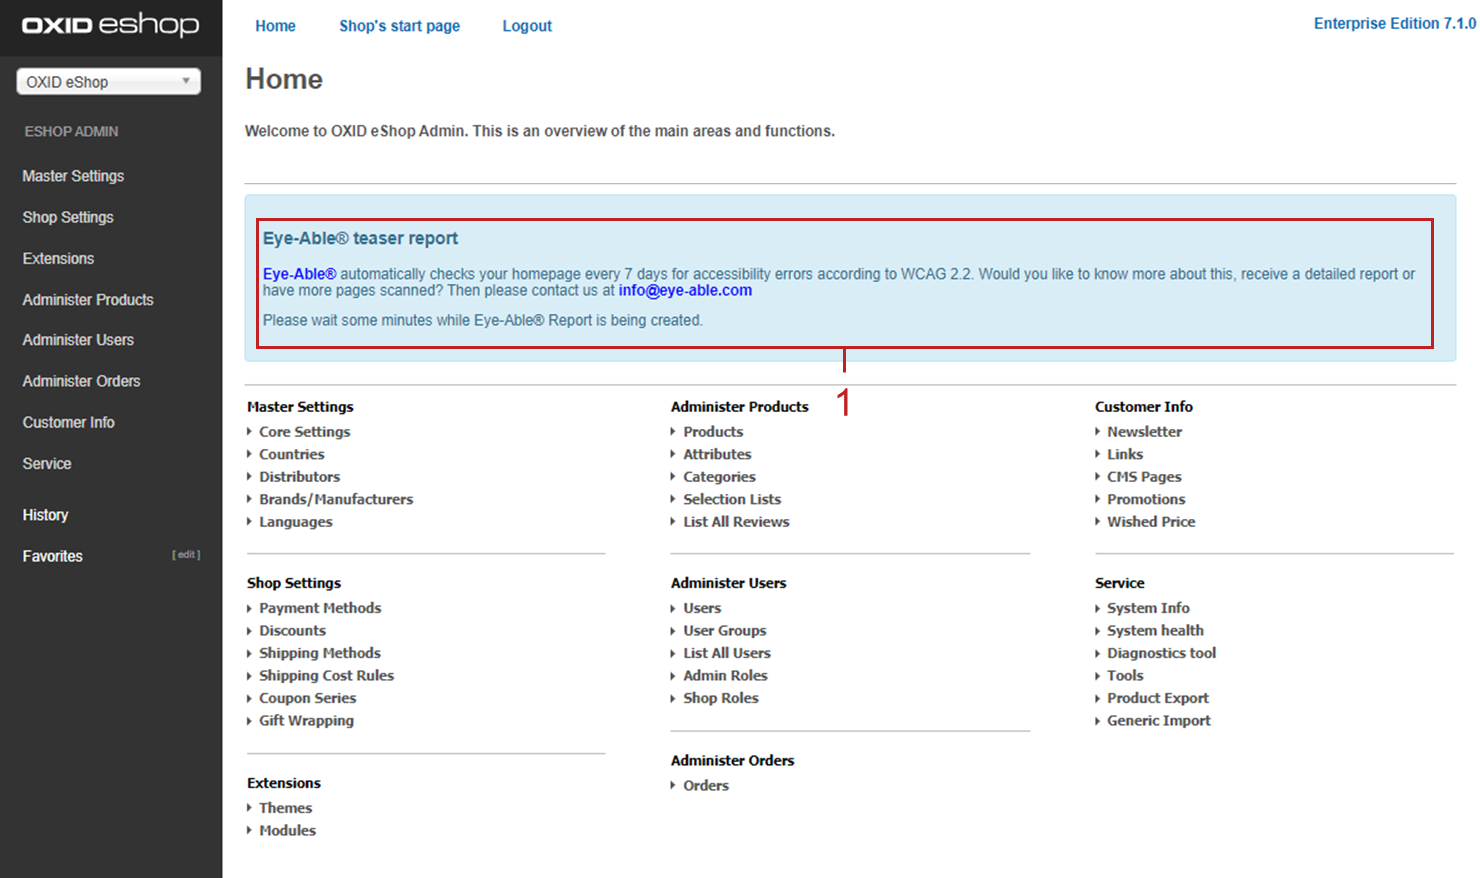 OXID eshop
Home
Shop's start page
Logout
Enterprise Edition 7.1.0
OXID eShop
ESHOP ADMIN
Master Settings
Shop Settings
Extensions
Administer Products
Administer Users
Administer Orders
Customer Info
Service
History
Favorites
[ edit ]
Home
Welcome to OXID eShop Admin. This is an overview of the main areas and functions.
Eye-Able® teaser report
Eye-Able® automatically checks your homepage every 7 days for accessibility errors according to WCAG 2.2. Would you like to know more about this, receive a detailed report or
have more pages scanned? Then please contact us at info@eye-able.com
Please wait some minutes while Eye-Able® Report is being created.
1
Master Settings
Core Settings
Countries
Distributors
Brands/Manufacturers
Languages
Shop Settings
Payment Methods
Discounts
Shipping Methods
Shipping Cost Rules
Coupon Series
Gift Wrapping
Extensions
Themes
Modules
Administer Products
Products
Attributes
Categories
Selection Lists
List All Reviews
Administer Users
Users
User Groups
List All Users
Admin Roles
Shop Roles
Administer Orders
Orders
Customer Info
Newsletter
Links
CMS Pages
Promotions
Wished Price
Service
System Info
System health
Diagnostics tool
Tools
Product Export
Generic Import